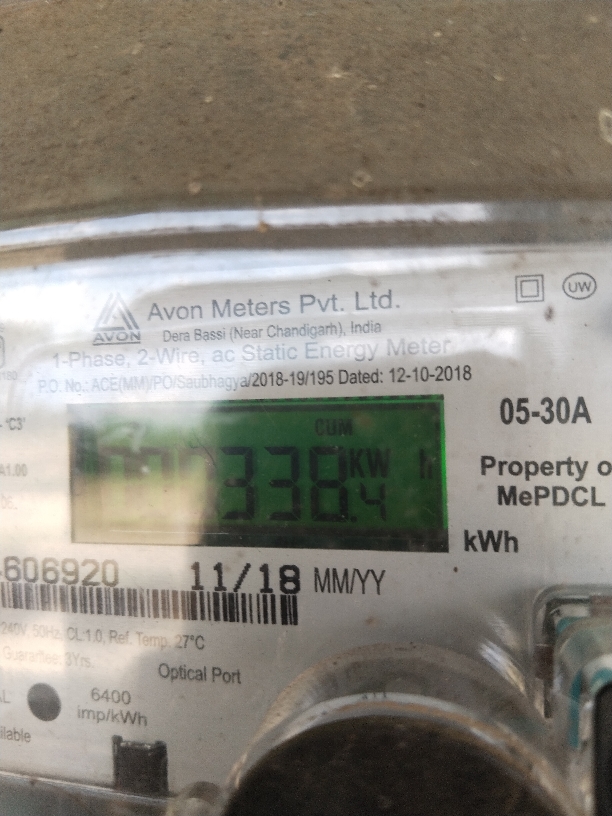 UW
Avon Meters Pvt. Ltd.
AVON
Dera Bassi (Near Chandigarh), India
1-Phase, 2-Wire, ac Static Energy Meter
P.O. No.: ACE(MM)/PO/Saubhagya/2018-19/195 Dated: 12-10-2018
05-30A
CUM
338.4 KW h
Property o
MePDCL
kWh
606920 11/18 MM/YY
240V, 50Hz, CL.1.0, Ref. Temp. 27°C
Guarantee: 3Yrs.
Optical Port
6400
imp/kWh